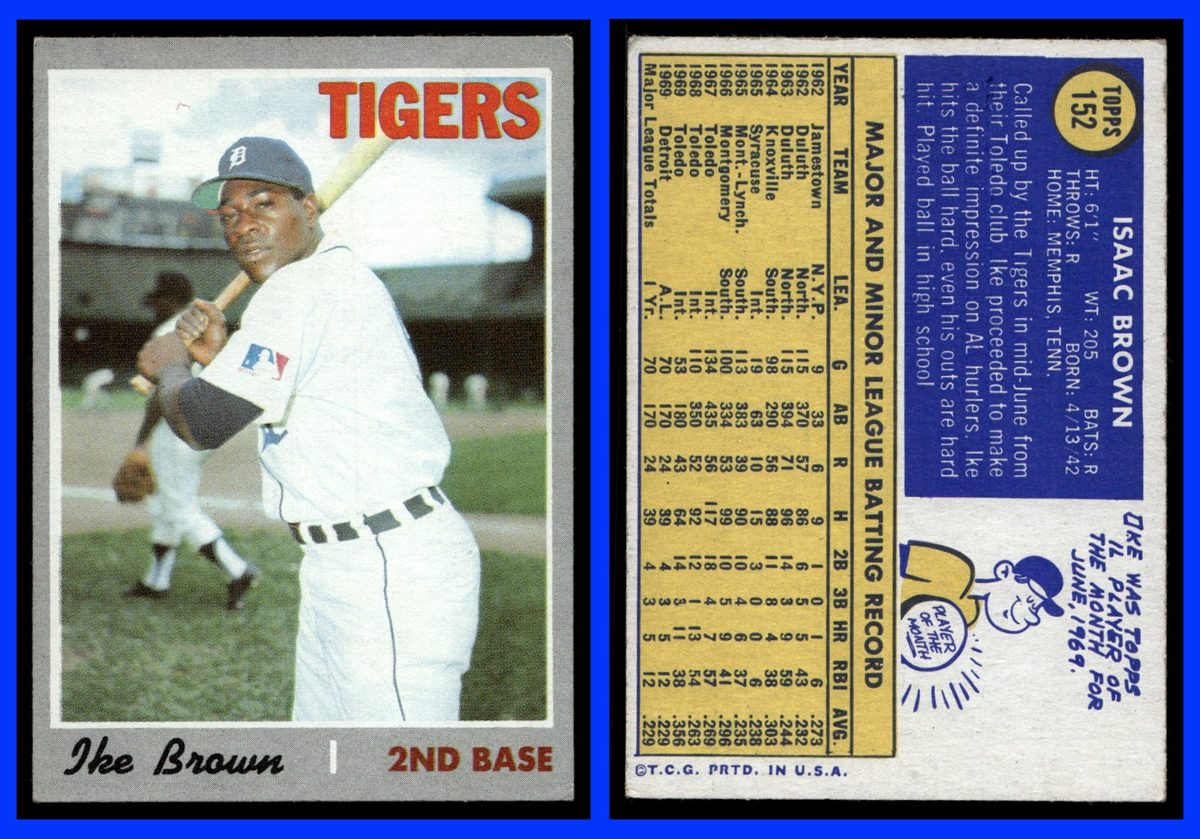 TIGERS
D
Ike Brown
2ND BASE
TOPPS
152
ISAAC BROWN
HT: 6'1" WT: 205 BATS: R
THROWS: R BORN: 4/13/42
HOME: MEMPHIS, TENN.
Called up by the Tigers in mid-June from
their Toledo club, Ike proceeded to make
a definite impression on AL hurlers. Ike
hits the ball hard, even his outs are hard
hit. Played ball in high school
IKE WAS TOPPS
IL PLAYER OF
THE MONTH FOR
JUNE, 1969.
PLAYER
OF THE
MONTH
MAJOR AND MINOR LEAGUE BATTING RECORD
YEAR TEAM LEA. G AB R H 2B 3B HR RBI AVG.
1962 Jamestown N.Y.P. 9 33 6 9 1 0 1 6 .273
1962 Duluth North. 115 370 57 86 6 5 5 43 .232
1963 Duluth North. 115 394 71 96 14 3 9 59 .244
1964 Knoxville South. 98 290 56 88 11 8 4 38 .303
1965 Syracuse Int. 19 63 10 15 3 0 0 6 .238
1965 Mont.-Lynch. South. 113 383 39 90 10 4 6 37 .235
1966 Montgomery South. 100 334 53 99 5 9 41 .296
1967 Toledo Int. 134 435 56 117 4 7 57 .269
1968 Toledo Int. 110 350 52 92 12 1 13 54 .263
1969 Toledo Int. 53 180 43 64 14 3 11 38 .356
1969 Detroit A.L. 70 170 24 39 4 3 5 12 .229
Major League Totals 1 Yr. 70 170 24 39 4 3 5 12 .229
©T.C.G. PRTD. IN U.S.A.